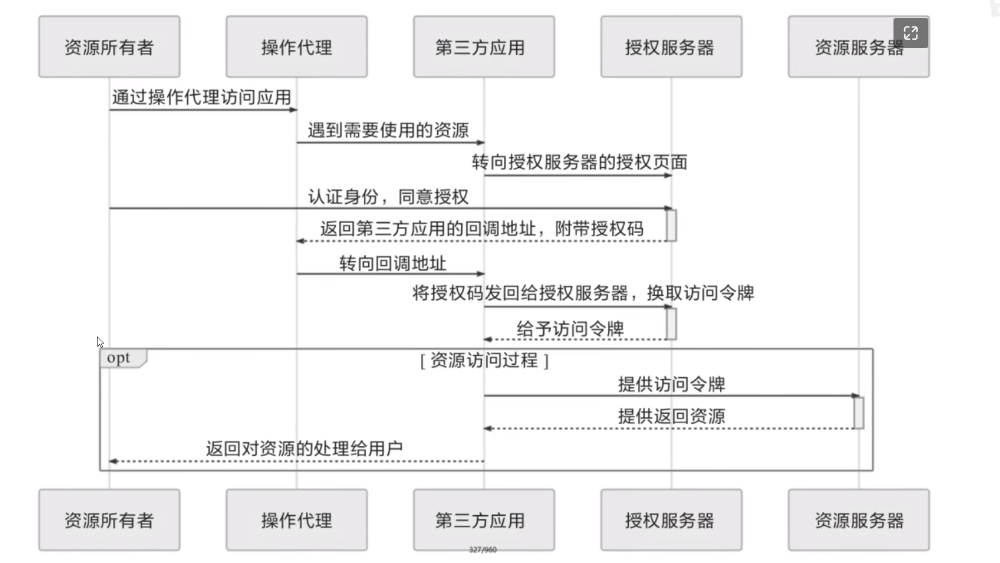 资源所有者
操作代理
第三方应用
授权服务器
资源服务器
通过操作代理访问应用
遇到需要使用的资源
转向授权服务器的授权页面
认证身份，同意授权
返回第三方应用的回调地址，附带授权码
转向回调地址
将授权码发回给授权服务器，换取访问令牌
给予访问令牌
opt
[ 资源访问过程 ]
提供访问令牌
提供返回资源
返回对资源的处理给用户
资源所有者
操作代理
第三方应用
授权服务器
资源服务器
327/960